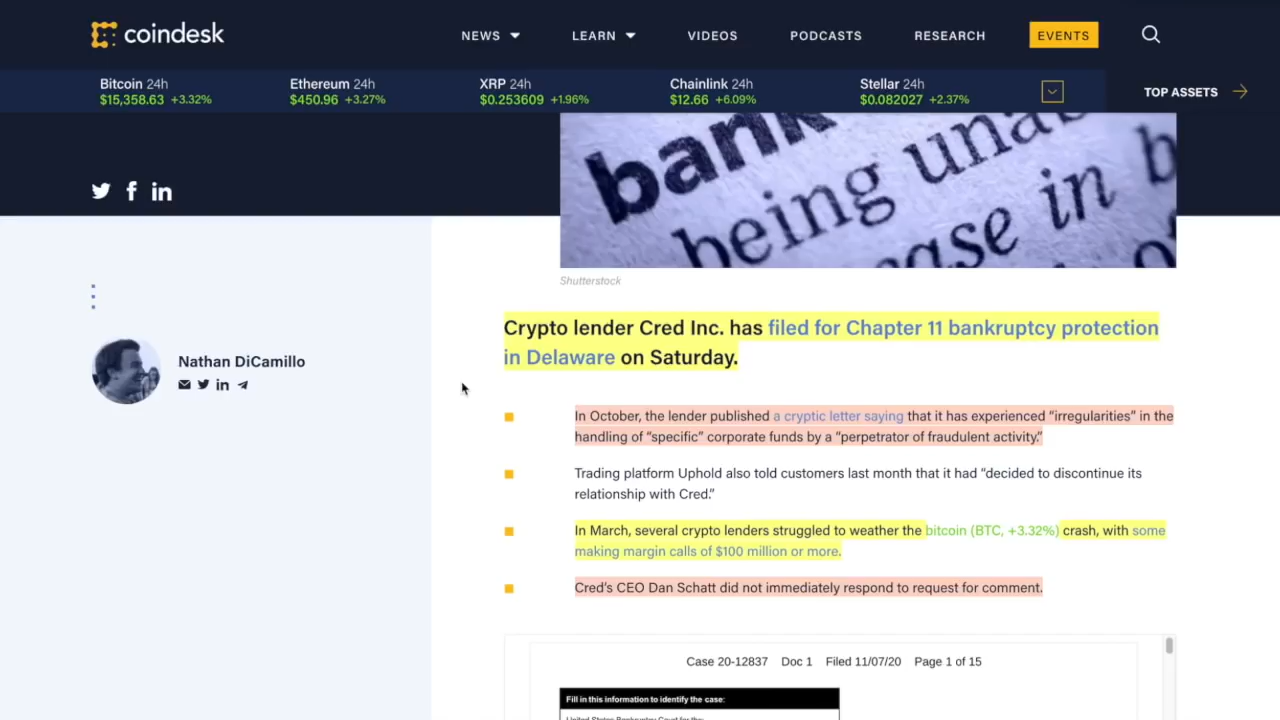 coindesk
NEWS LEARN VIDEOS PODCASTS RESEARCH EVENTS
Bitcoin 24h Ethereum 24h XRP 24h Chainlink 24h Stellar 24h
$15,358.63 +3.32% $450.96 +3.27% $0.253609 +1.96% $12.66 +6.09% $0.082027 +2.37%
TOP ASSETS
bank
being unab
ase in b
Shutterstock
Crypto lender Cred Inc. has filed for Chapter 11 bankruptcy protection
in Delaware on Saturday.
Nathan DiCamillo
In October, the lender published a cryptic letter saying that it has experienced “irregularities” in the
handling of “specific” corporate funds by a “perpetrator of fraudulent activity.”
Trading platform Uphold also told customers last month that it had “decided to discontinue its
relationship with Cred.”
In March, several crypto lenders struggled to weather the bitcoin (BTC, +3.32%) crash, with some
making margin calls of $100 million or more.
Cred’s CEO Dan Schatt did not immediately respond to request for comment.
Case 20-12837 Doc 1 Filed 11/07/20 Page 1 of 15
Fill in this information to identify the case:
United States Bankruptcy Court for the: